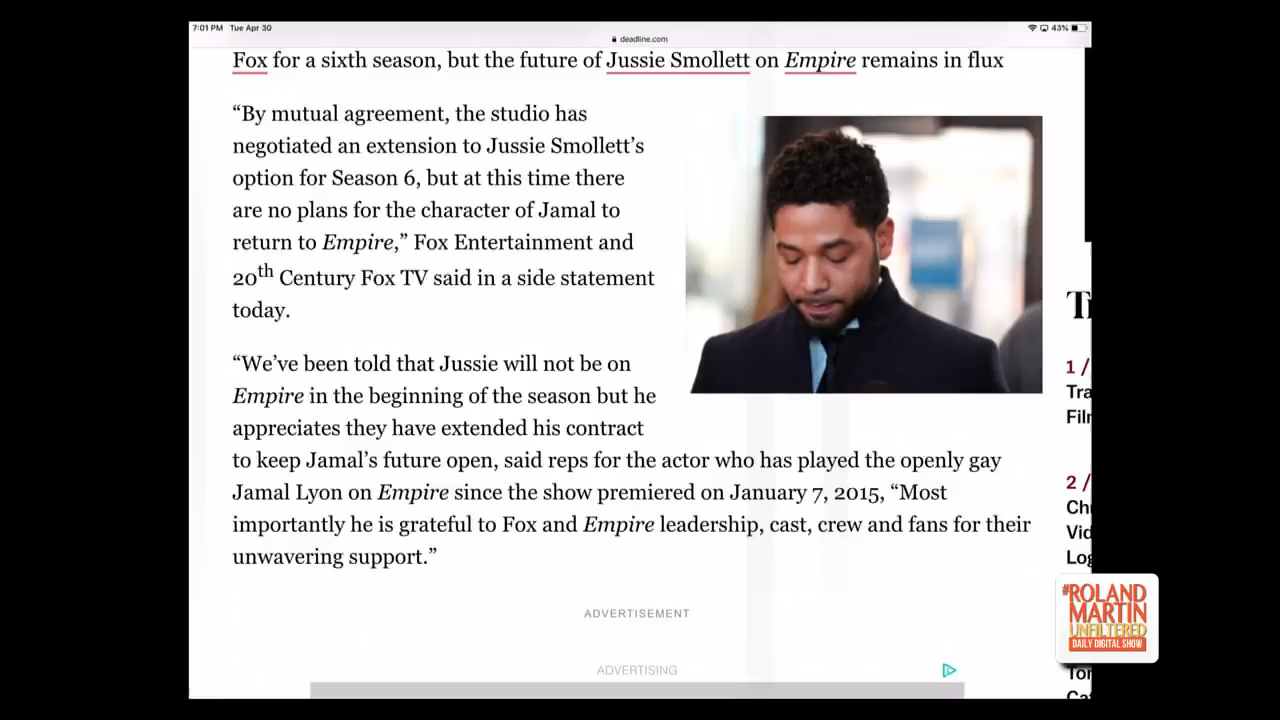 7:01 PM Tue Apr 30
43%
deadline.com
Fox for a sixth season, but the future of Jussie Smollett on Empire remains in flux
“By mutual agreement, the studio has
negotiated an extension to Jussie Smollett’s
option for Season 6, but at this time there
are no plans for the character of Jamal to
return to Empire,” Fox Entertainment and
20th Century Fox TV said in a side statement
today.
“We’ve been told that Jussie will not be on
Empire in the beginning of the season but he
appreciates they have extended his contract
to keep Jamal’s future open, said reps for the actor who has played the openly gay
Jamal Lyon on Empire since the show premiered on January 7, 2015, “Most
importantly he is grateful to Fox and Empire leadership, cast, crew and fans for their
unwavering support.”
ADVERTISEMENT
ADVERTISING
1 /
Tra
Film
2 /
Vid
#ROLAND
MARTIN
UNFILTERED
DAILY DIGITAL SHOW